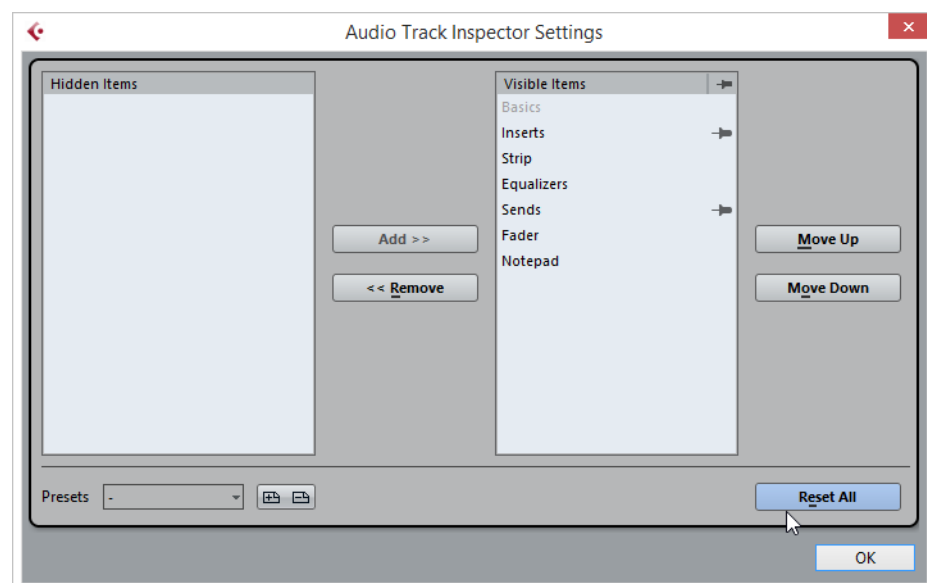 Audio Track Inspector Settings
Hidden Items
Visible Items
Basics
Inserts
Strip
Equalizers
Sends
Fader
Notepad
Add >>
<< Remove
Move Up
Move Down
Presets
-
Reset All
OK